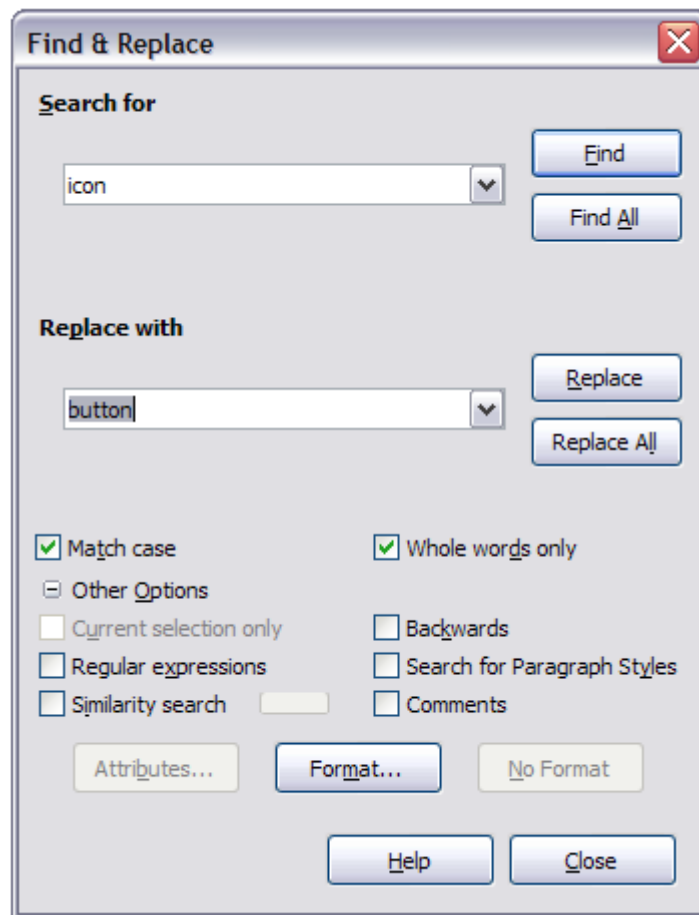 Find & Replace
Search for
icon
Find
Find All
Replace with
button
Replace
Replace All
Match case
Whole words only
Other Options
Current selection only
Backwards
Regular expressions
Search for Paragraph Styles
Similarity search
Comments
Attributes...
Format...
No Format
Help
Close